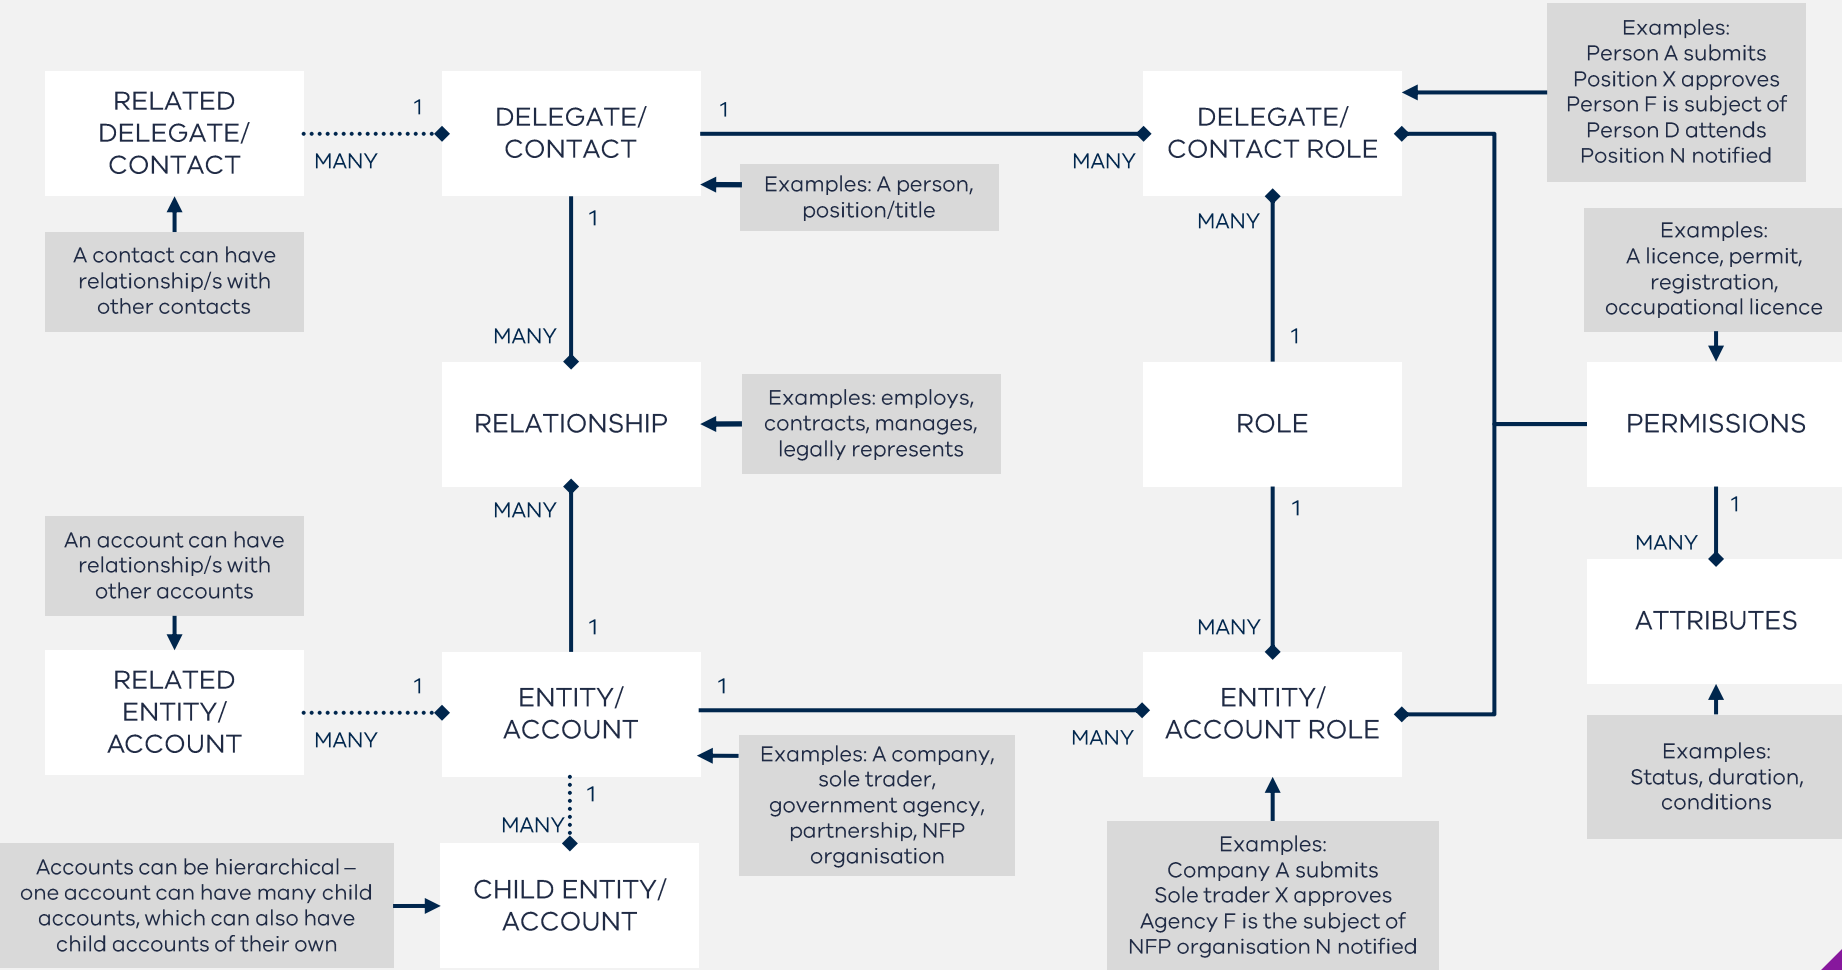 Examples:
Person A submits
Position X approves
Person F is subject of
Person D attends
Position N notified
RELATED
DELEGATE/
CONTACT
1
MANY
DELEGATE/
CONTACT
1
MANY
DELEGATE/
CONTACT ROLE
Examples: A person,
position/title
1
MANY
A contact can have
relationship/s with
other contacts
Examples:
A licence, permit,
registration,
occupational licence
MANY
1
RELATIONSHIP
Examples: employs,
contracts, manages,
legally represents
ROLE
PERMISSIONS
MANY
1
1
MANY
An account can have
relationship/s with
other accounts
1
MANY
ATTRIBUTES
RELATED
ENTITY/
ACCOUNT
1
MANY
ENTITY/
ACCOUNT
1
MANY
ENTITY/
ACCOUNT ROLE
Examples: A company,
sole trader,
government agency,
partnership, NFP
organisation
Examples:
Status, duration,
conditions
1
MANY
Accounts can be hierarchical –
one account can have many child
accounts, which can also have
child accounts of their own
CHILD ENTITY/
ACCOUNT
Examples:
Company A submits
Sole trader X approves
Agency F is the subject of
NFP organisation N notified